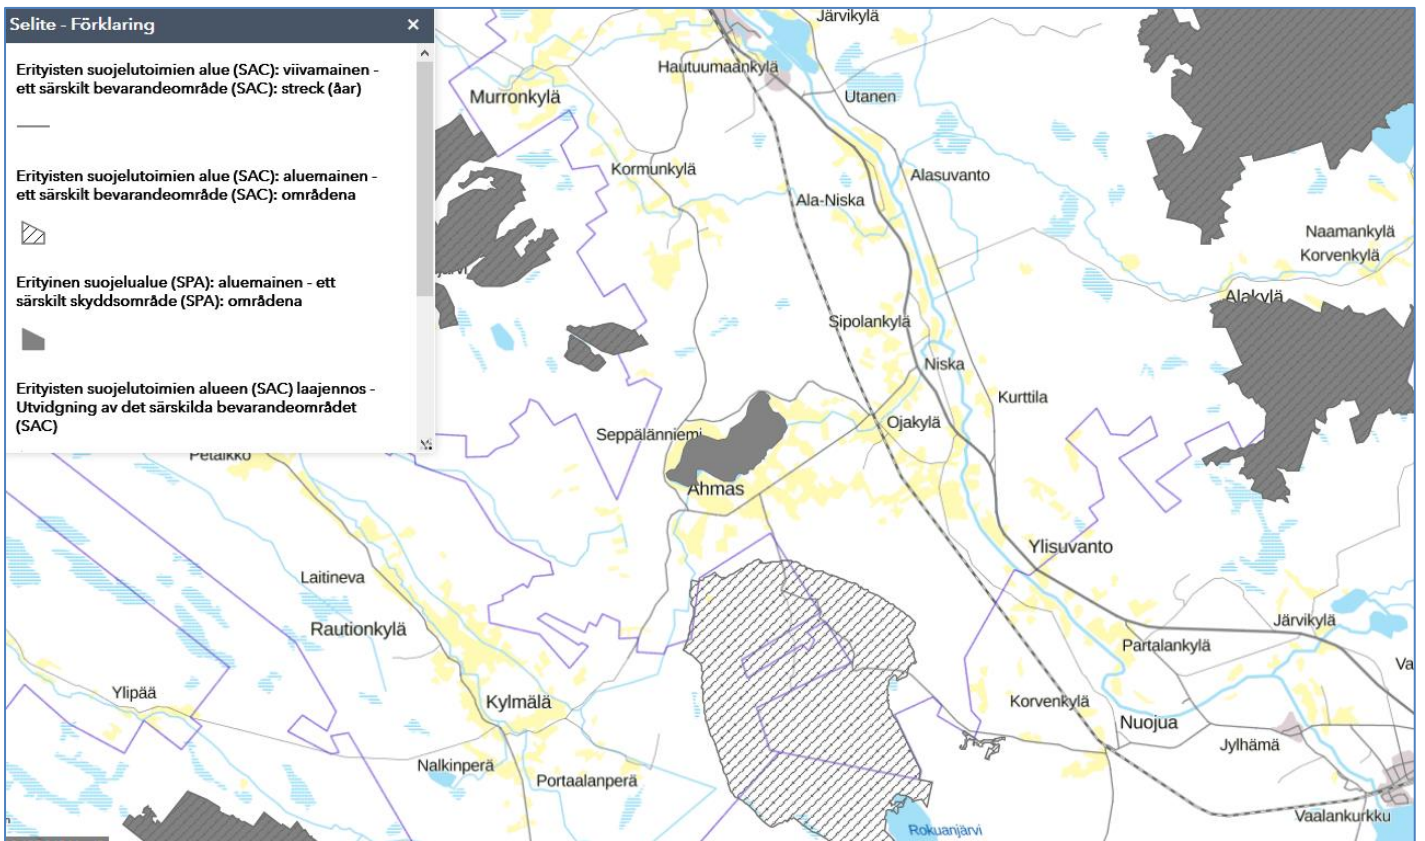 Selite - Förklaring
Erityisten suojelutoimien alue (SAC): viivamainen -
ett särskilt bevarandeområde (SAC): streck (åar)
Erityisten suojelutoimien alue (SAC): aluemainen -
ett särskilt bevarandeområde (SAC): områdena
Erityinen suojelualue (SPA): aluemainen - ett
särskilt skyddsområde (SPA): områdena
Erityisten suojelutoimien alueen (SAC) laajennos -
Utvidgning av det särskilda bevarandeområdet
(SAC)
Järvikylä
Hautuumaankylä
Murronkylä
Utanen
Kormunkylä
Alasuvanto
Ala-Niska
Naamankylä
Korvenkylä
Alakylä
Sipolankylä
Niska
Kurttila
Ojakylä
Seppälänniemi
Petäikkö
Ahmas
Ylisuvanto
Laitineva
Rautionkylä
Järvikylä
Partalankylä
Va
Ylipää
Kylmälä
Korvenkylä
Nuojua
Jylhämä
Nalkinperä
Portaalanperä
Vaalankurkku
Rokuanjärvi